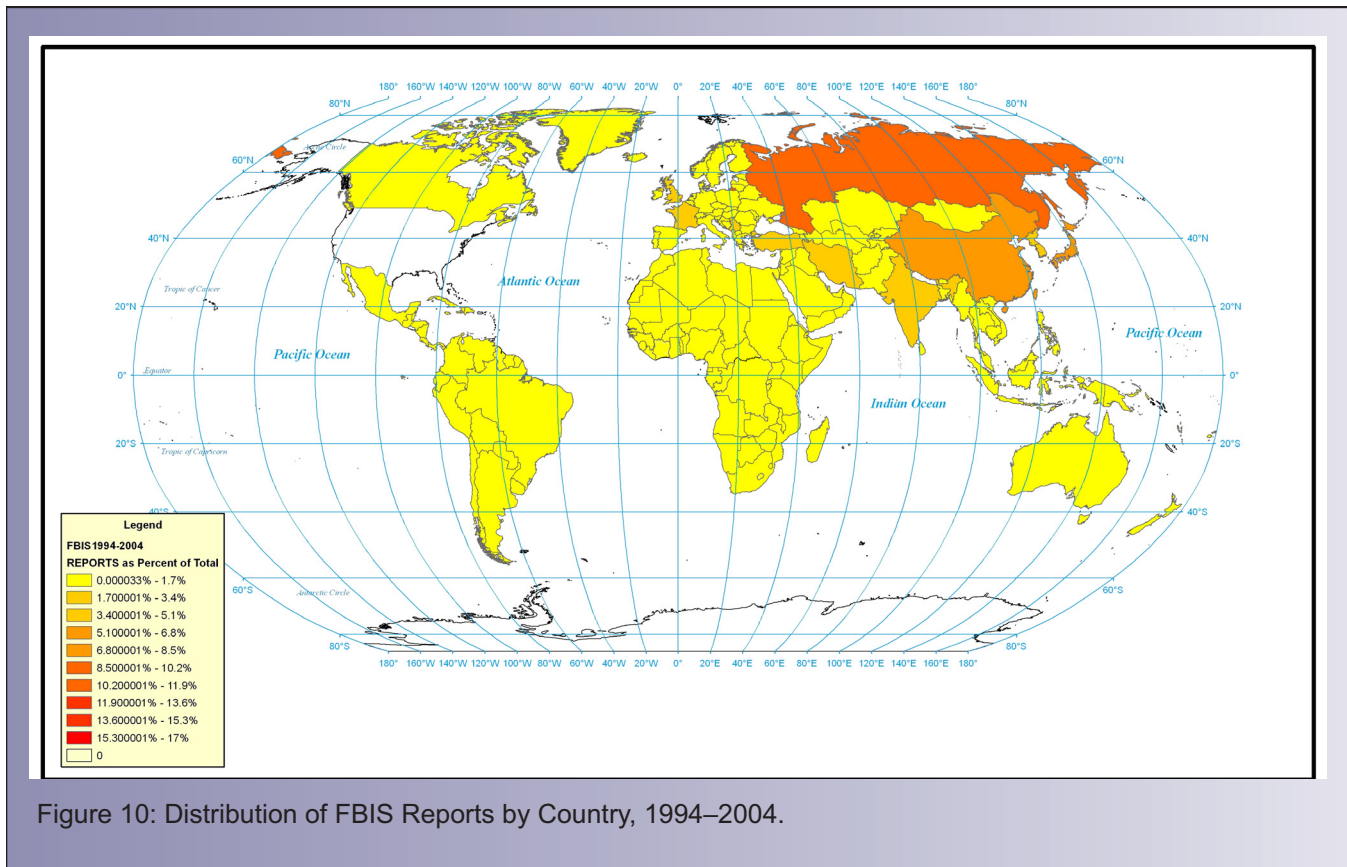 180° 160°W 140°W 120°W 100°W 80°W 60°W 40°W 20°W 0° 20°E 40°E 60°E 80°E 100°E 120°E 140°E 160°E 180°
80°N 80°N
Arctic Circle
60°N 60°N
40°N 40°N
Atlantic Ocean
Tropic of Cancer
20°N 20°N
Pacific Ocean
Pacific Ocean
Equator
0° 0°
Indian Ocean
20°S 20°S
Tropic of Capricorn
40°S 40°S
Legend
FBIS1994-2004
REPORTS as Percent of Total
0.000033% - 1.7%
1.700001% - 3.4%
3.400001% - 5.1%
5.100001% - 6.8%
6.800001% - 8.5%
8.500001% - 10.2%
10.200001% - 11.9%
11.900001% - 13.6%
13.600001% - 15.3%
15.300001% - 17%
0
60°S 60°S
Antarctic Circle
80°S 80°S
180° 160°W 140°W 120°W 100°W 80°W 60°W 40°W 20°W 0° 20°E 40°E 60°E 80°E 100°E 120°E 140°E 160°E 180°
Figure 10: Distribution of FBIS Reports by Country, 1994–2004.